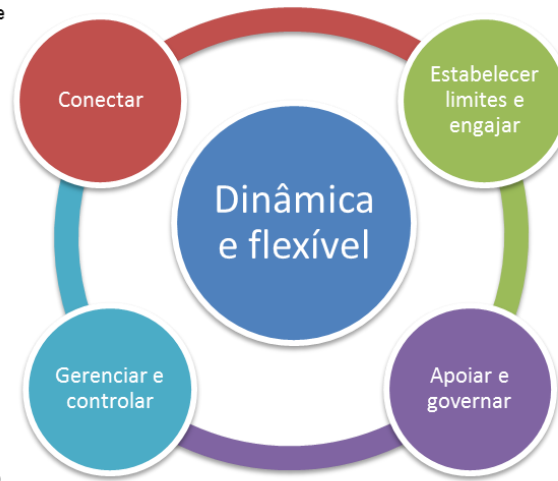 e
Conectar
Estabelecer
limites e
engajar
Dinâmica
e flexível
Gerenciar e
controlar
Apoiar e
governar